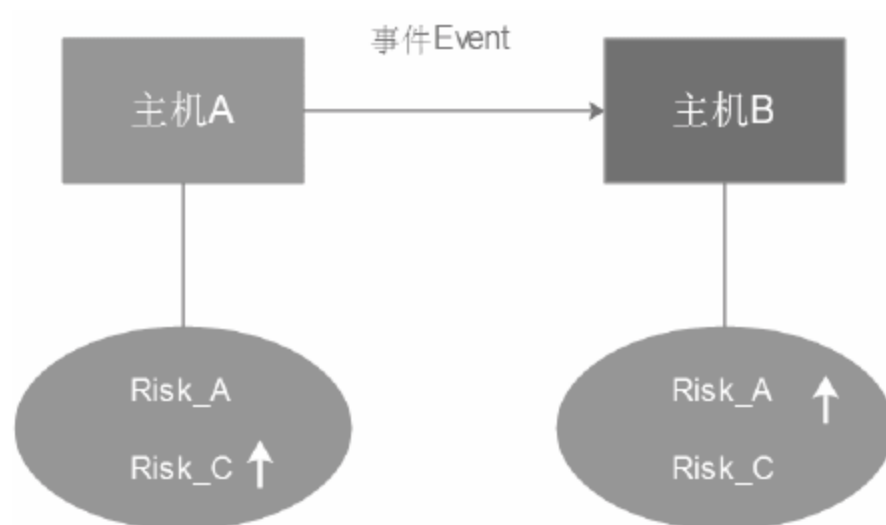 事件Event
主机A
主机B
Risk_A
Risk_C
Risk_A
Risk_C